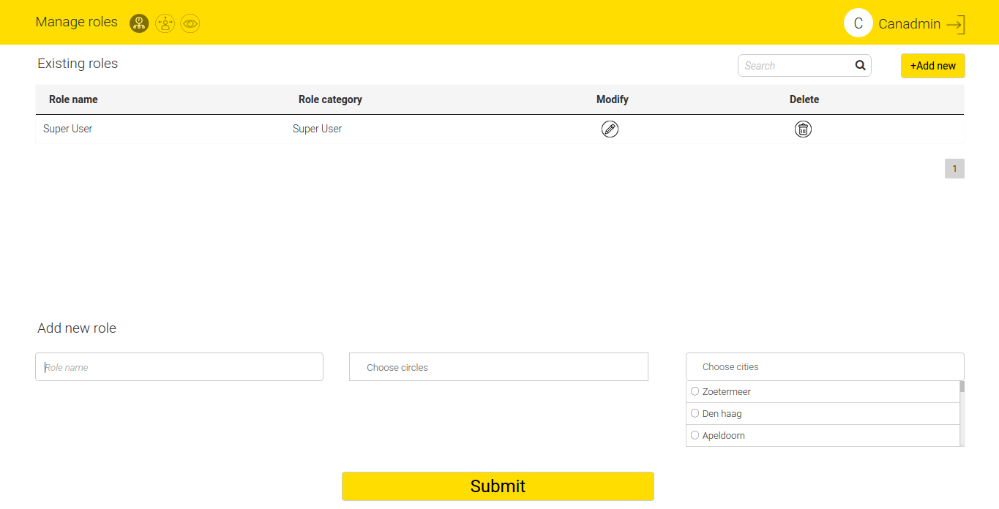 Manage roles
C Canadmin
Existing roles
Search
+Add new
Role name Role category Modify Delete
Super User Super User
1
Add new role
Role name
Choose circles
Choose cities
Zoetermeer
Den haag
Apeldoorn
Submit